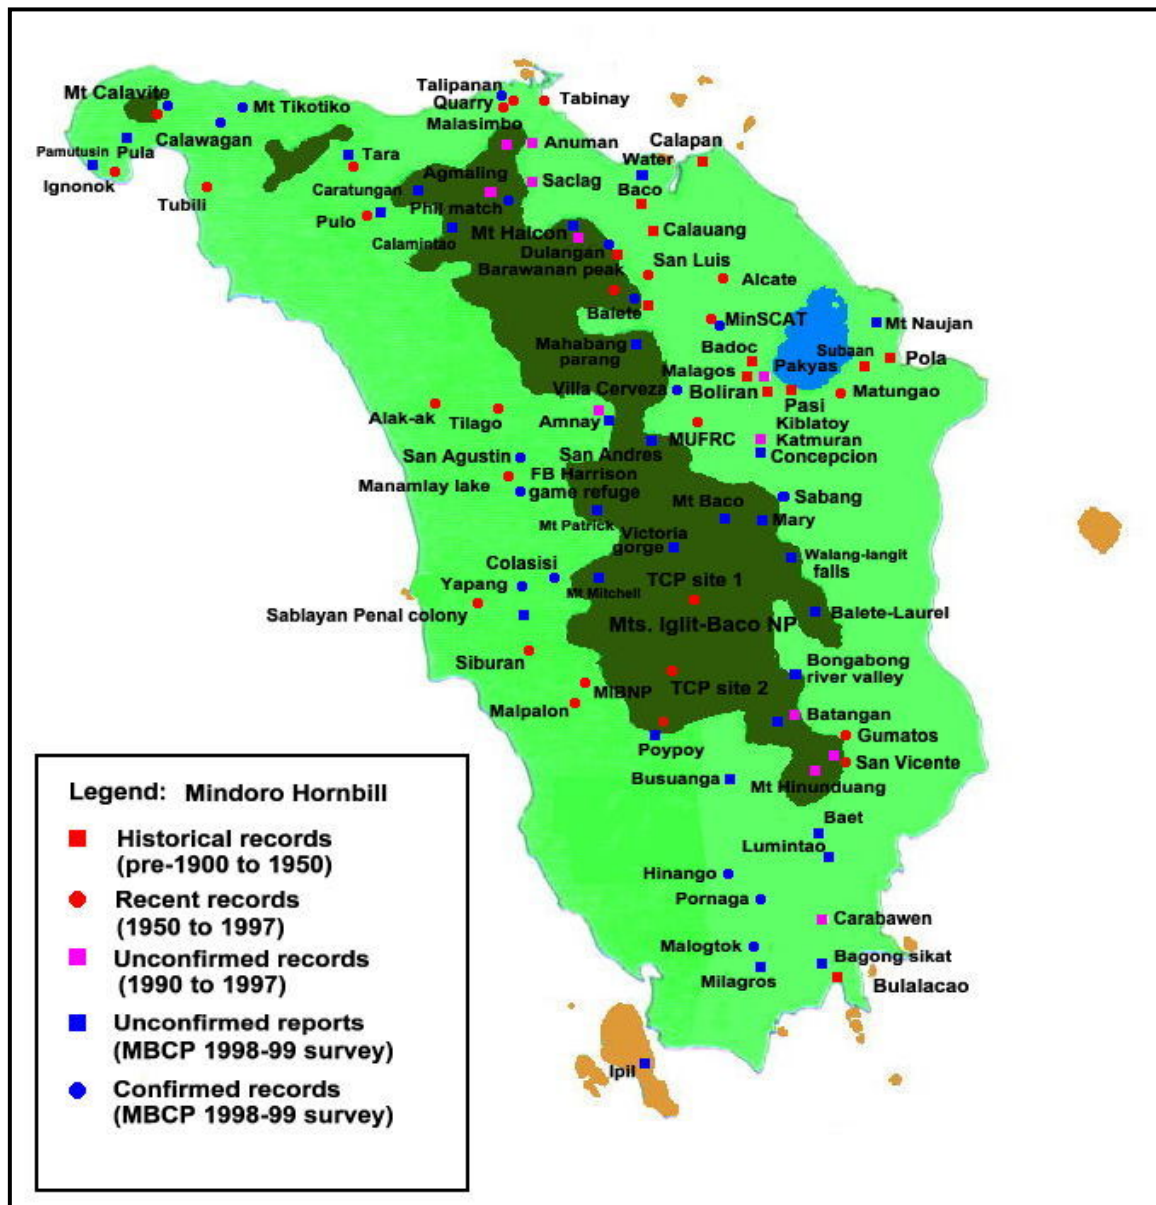 Talipanan
Mt Calavite
Quarry
Tabinay
Mt Tikotiko
Malasimbo
Calawagan
Anuman
Calapan
Pamutusin
Pula
Tara
Water
Agmaling
Saclag
Ignonok
Caratungan
Baco
Tubili
Phil match
Pulo
Calamintao
Mt Halcon
Calauang
Dulangan
San Luis
Barawanan peak
Alcate
Balete
MinSCAT
Mt Naujan
Mahabang
parang
Badoc
Subaan
Pola
Malagos
Pakyas
Villa Cerveza
Boliran
Matungao
Pasi
Alak-ak
Tilago
Amnay
Kiblatoy
MUFRC
Katmuran
San Agustin
San Andres
Concepcion
FB Harrison
Manamlay lake
game refuge
Mt Baco
Sabang
Mt Patrick
Mary
Victoria
gorge
Walang-langit
falls
Colasisi
Yapang
Mt Mitchell
TCP site 1
Sablayan Penal colony
Balete-Laurel
Mts. Iglit-Baco NP
Siburan
Bongabong
river valley
MIBNP
TCP site 2
Malpalon
Batangan
Gumatos
Poypoy
San Vicente
Busuanga
Mt Hinunduang
Baet
Lumintao
Hinango
Pornaga
Carabawen
Malogtok
Bagong sikat
Milagros
Bulalacao
Ipil
Legend: Mindoro Hornbill
Historical records
(pre-1900 to 1950)
Recent records
(1950 to 1997)
Unconfirmed records
(1990 to 1997)
Unconfirmed reports
(MBCP 1998-99 survey)
Confirmed records
(MBCP 1998-99 survey)